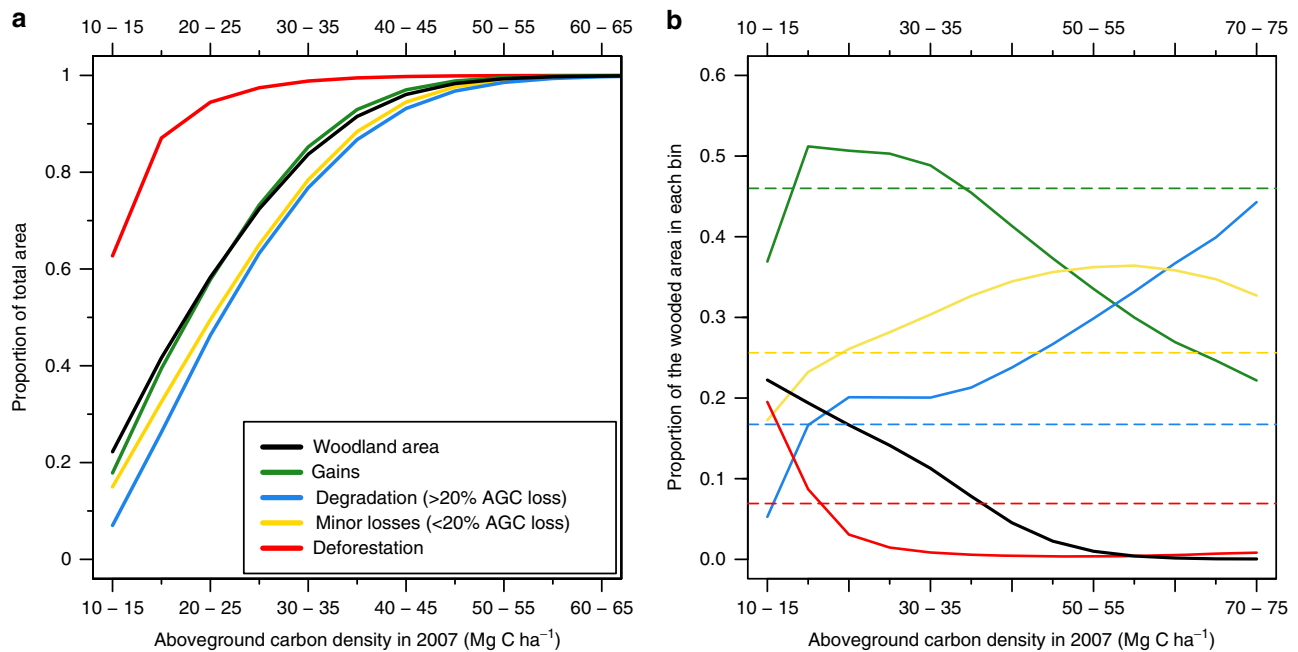 a
10 – 15 20 – 25 30 – 35 40 – 45 50 – 55 60 – 65
1
0.8
0.6
0.4
0.2
0
Proportion of total area
Woodland area
Gains
Degradation (>20% AGC loss)
Minor losses (<20% AGC loss)
Deforestation
10 – 15 20 – 25 30 – 35 40 – 45 50 – 55 60 – 65
Aboveground carbon density in 2007 (Mg C ha⁻¹)
b
10 – 15 30 – 35 50 – 55 70 – 75
0.6
0.5
0.4
0.3
0.2
0.1
0.0
Proportion of the wooded area in each bin
10 – 15 30 – 35 50 – 55 70 – 75
Aboveground carbon density in 2007 (Mg C ha⁻¹)